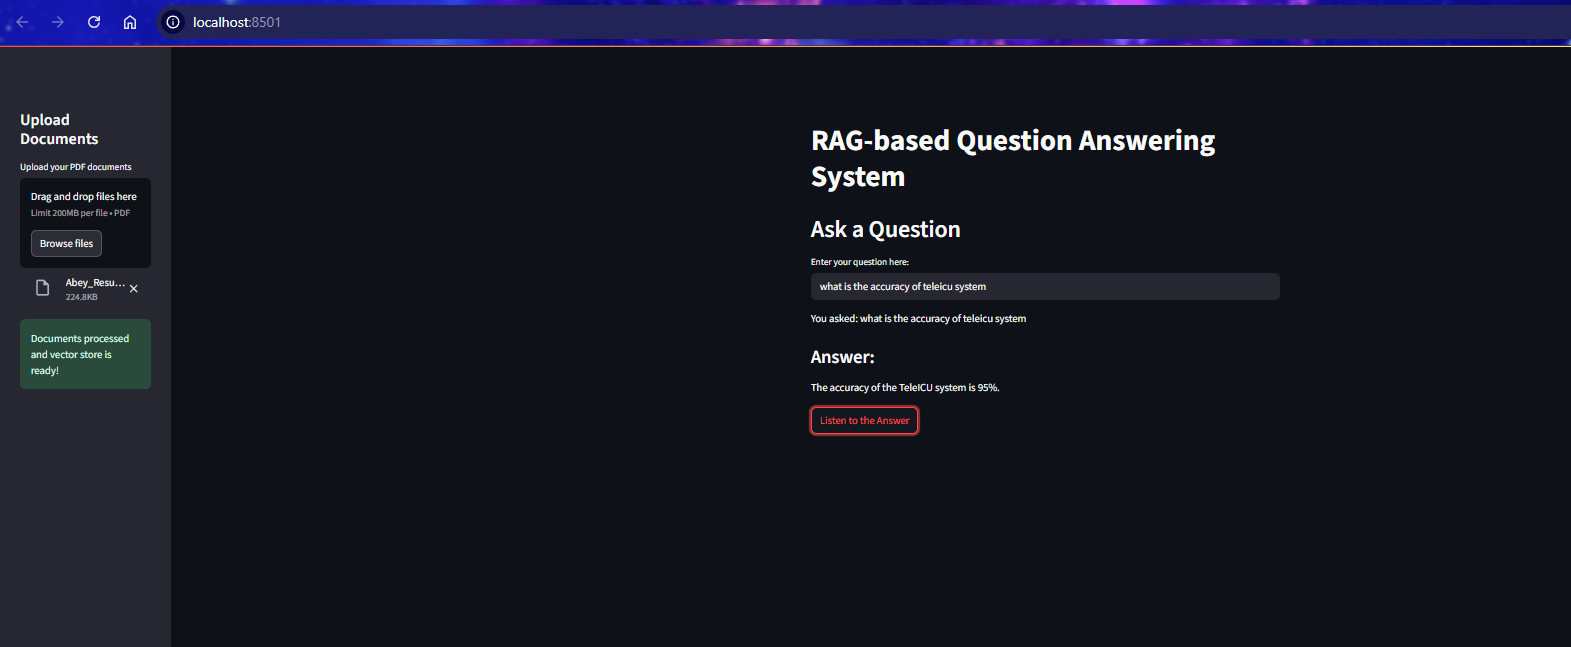 localhost:8501
Upload
Documents
Upload your PDF documents
Drag and drop files here
Limit 200MB per file • PDF
Browse files
Abey_Resu...
224.8KB
Documents processed
and vector store is
ready!
RAG-based Question Answering
System
Ask a Question
Enter your question here:
what is the accuracy of teleicu system
You asked: what is the accuracy of teleicu system
Answer:
The accuracy of the TeleICU system is 95%.
Listen to the Answer